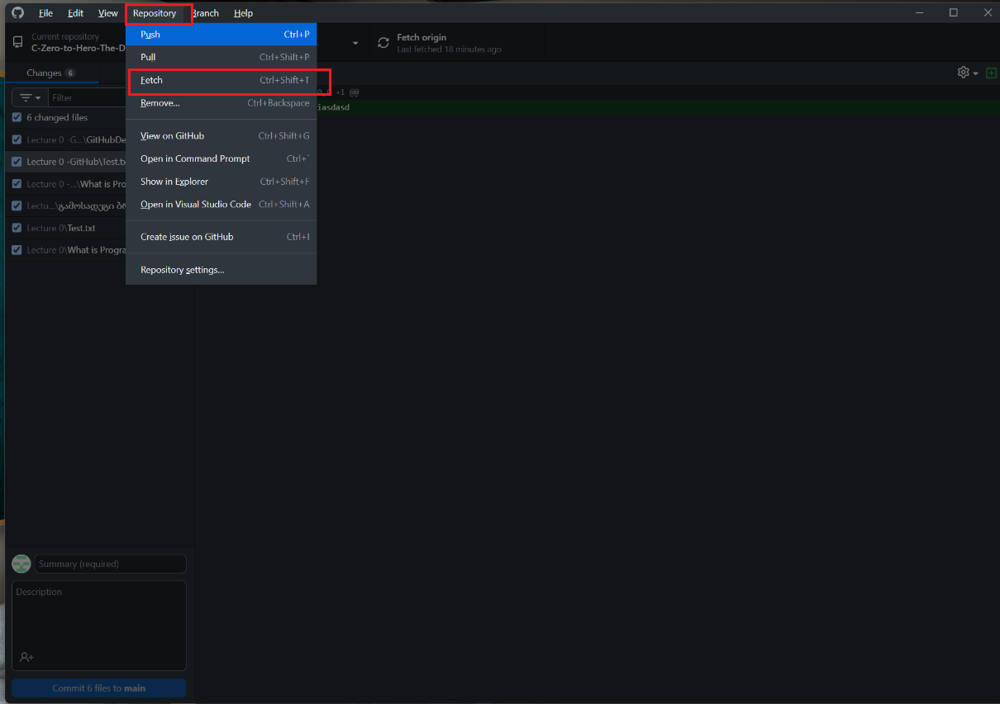 File Edit View Repository Branch Help
Current repository
C-Zero-to-Hero-The-D
Fetch origin
Last fetched 18 minutes ago
Push Ctrl+P
Pull Ctrl+Shift+P
Fetch Ctrl+Shift+T
Remove... Ctrl+Backspace
View on GitHub Ctrl+Shift+G
Open in Command Prompt Ctrl+`
Show in Explorer Ctrl+Shift+F
Open in Visual Studio Code Ctrl+Shift+A
Create issue on GitHub Ctrl+I
Repository settings...
Changes 6
Filter
6 changed files
Lecture 0 -G...\GitHubDe
Lecture 0 -GitHub\Test.tx
Lecture 0 -...\What is Pro
Lectu...\გამოსადეგი ბრ
Lecture 0\Test.txt
Lecture 0\What is Progra
+1 @@
iasdasd
Summary (required)
Description
Commit 6 files to main